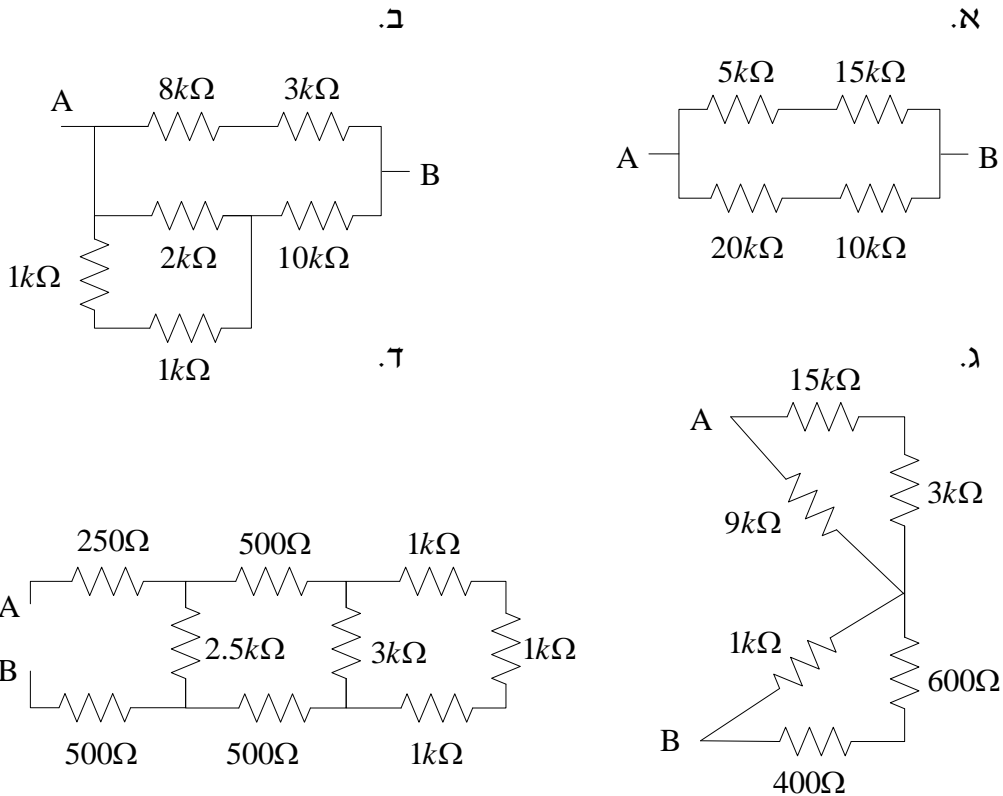 א.
5kΩ 15kΩ
A B
20kΩ 10kΩ
ב.
A 8kΩ 3kΩ
B
2kΩ 10kΩ
1kΩ
1kΩ
ג.
15kΩ
A
3kΩ
9kΩ
1kΩ
600Ω
B
400Ω
ד.
250Ω 500Ω 1kΩ
A
2.5kΩ 3kΩ 1kΩ
B
500Ω 500Ω 1kΩ